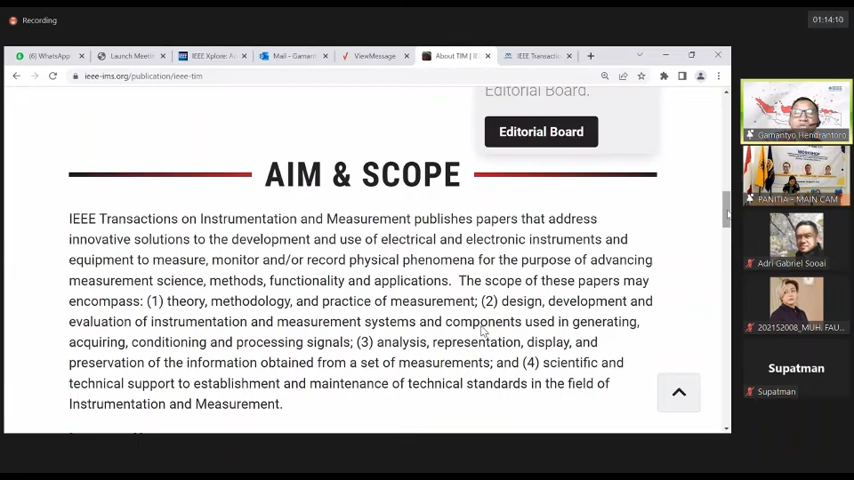 Recording
01:14:10
(6) WhatsApp
Launch Meeti
IEEE Xplore: A
Mail - Gamant
ViewMessage
About TIM | IE
IEEE Transactio
ieee-ims.org/publication/ieee-tim
Editorial Board.
Editorial Board
AIM & SCOPE
IEEE Transactions on Instrumentation and Measurement publishes papers that address
innovative solutions to the development and use of electrical and electronic instruments and
equipment to measure, monitor and/or record physical phenomena for the purpose of advancing
measurement science, methods, functionality and applications.  The scope of these papers may
encompass: (1) theory, methodology, and practice of measurement; (2) design, development and
evaluation of instrumentation and measurement systems and components used in generating,
acquiring, conditioning and processing signals; (3) analysis, representation, display, and
preservation of the information obtained from a set of measurements; and (4) scientific and
technical support to establishment and maintenance of technical standards in the field of
Instrumentation and Measurement.
Gamantyo Hendrantoro
WORKSHOP
PANITIA - MAIN CAM
Adri Gabriel Sooai
202152008_MUH. FAU...
Supatman
Supatman